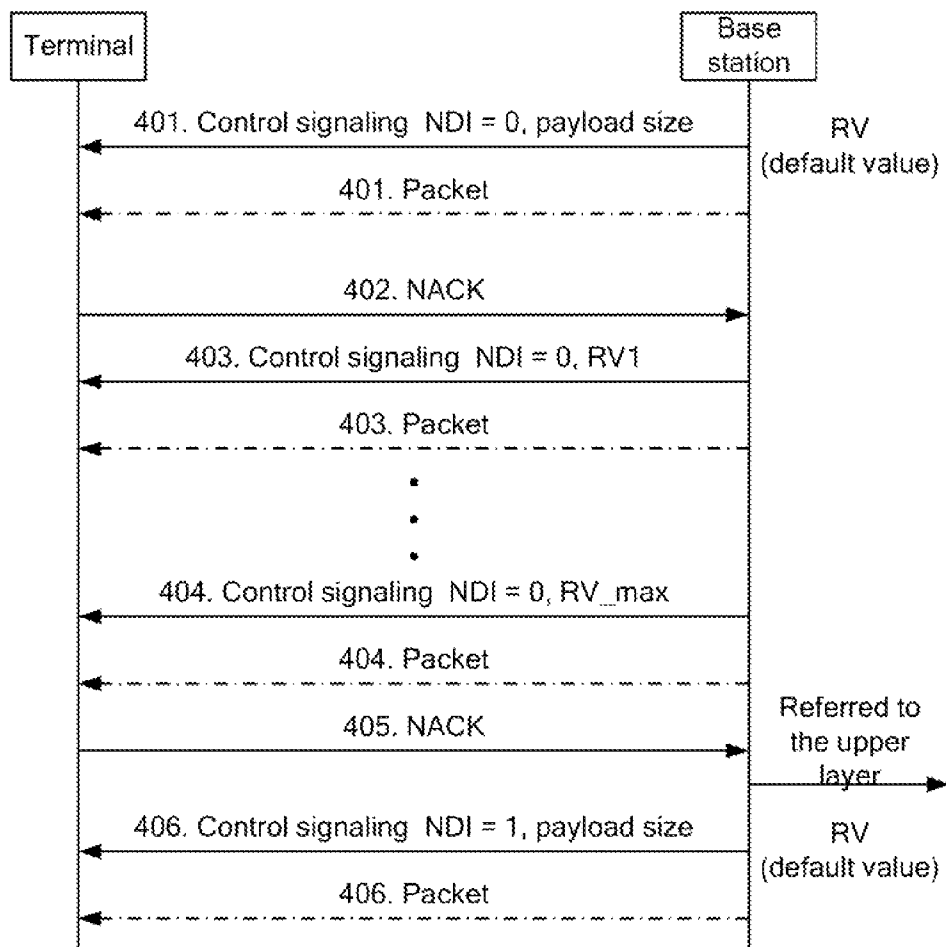 Terminal
Base
station
401. Control signaling NDI = 0, payload size
RV
(default value)
401. Packet
402. NACK
403. Control signaling NDI = 0, RV1
403. Packet
404. Control signaling NDI = 0, RV_max
404. Packet
405. NACK
Referred to
the upper
layer
406. Control signaling NDI = 1, payload size
RV
(default value)
406. Packet